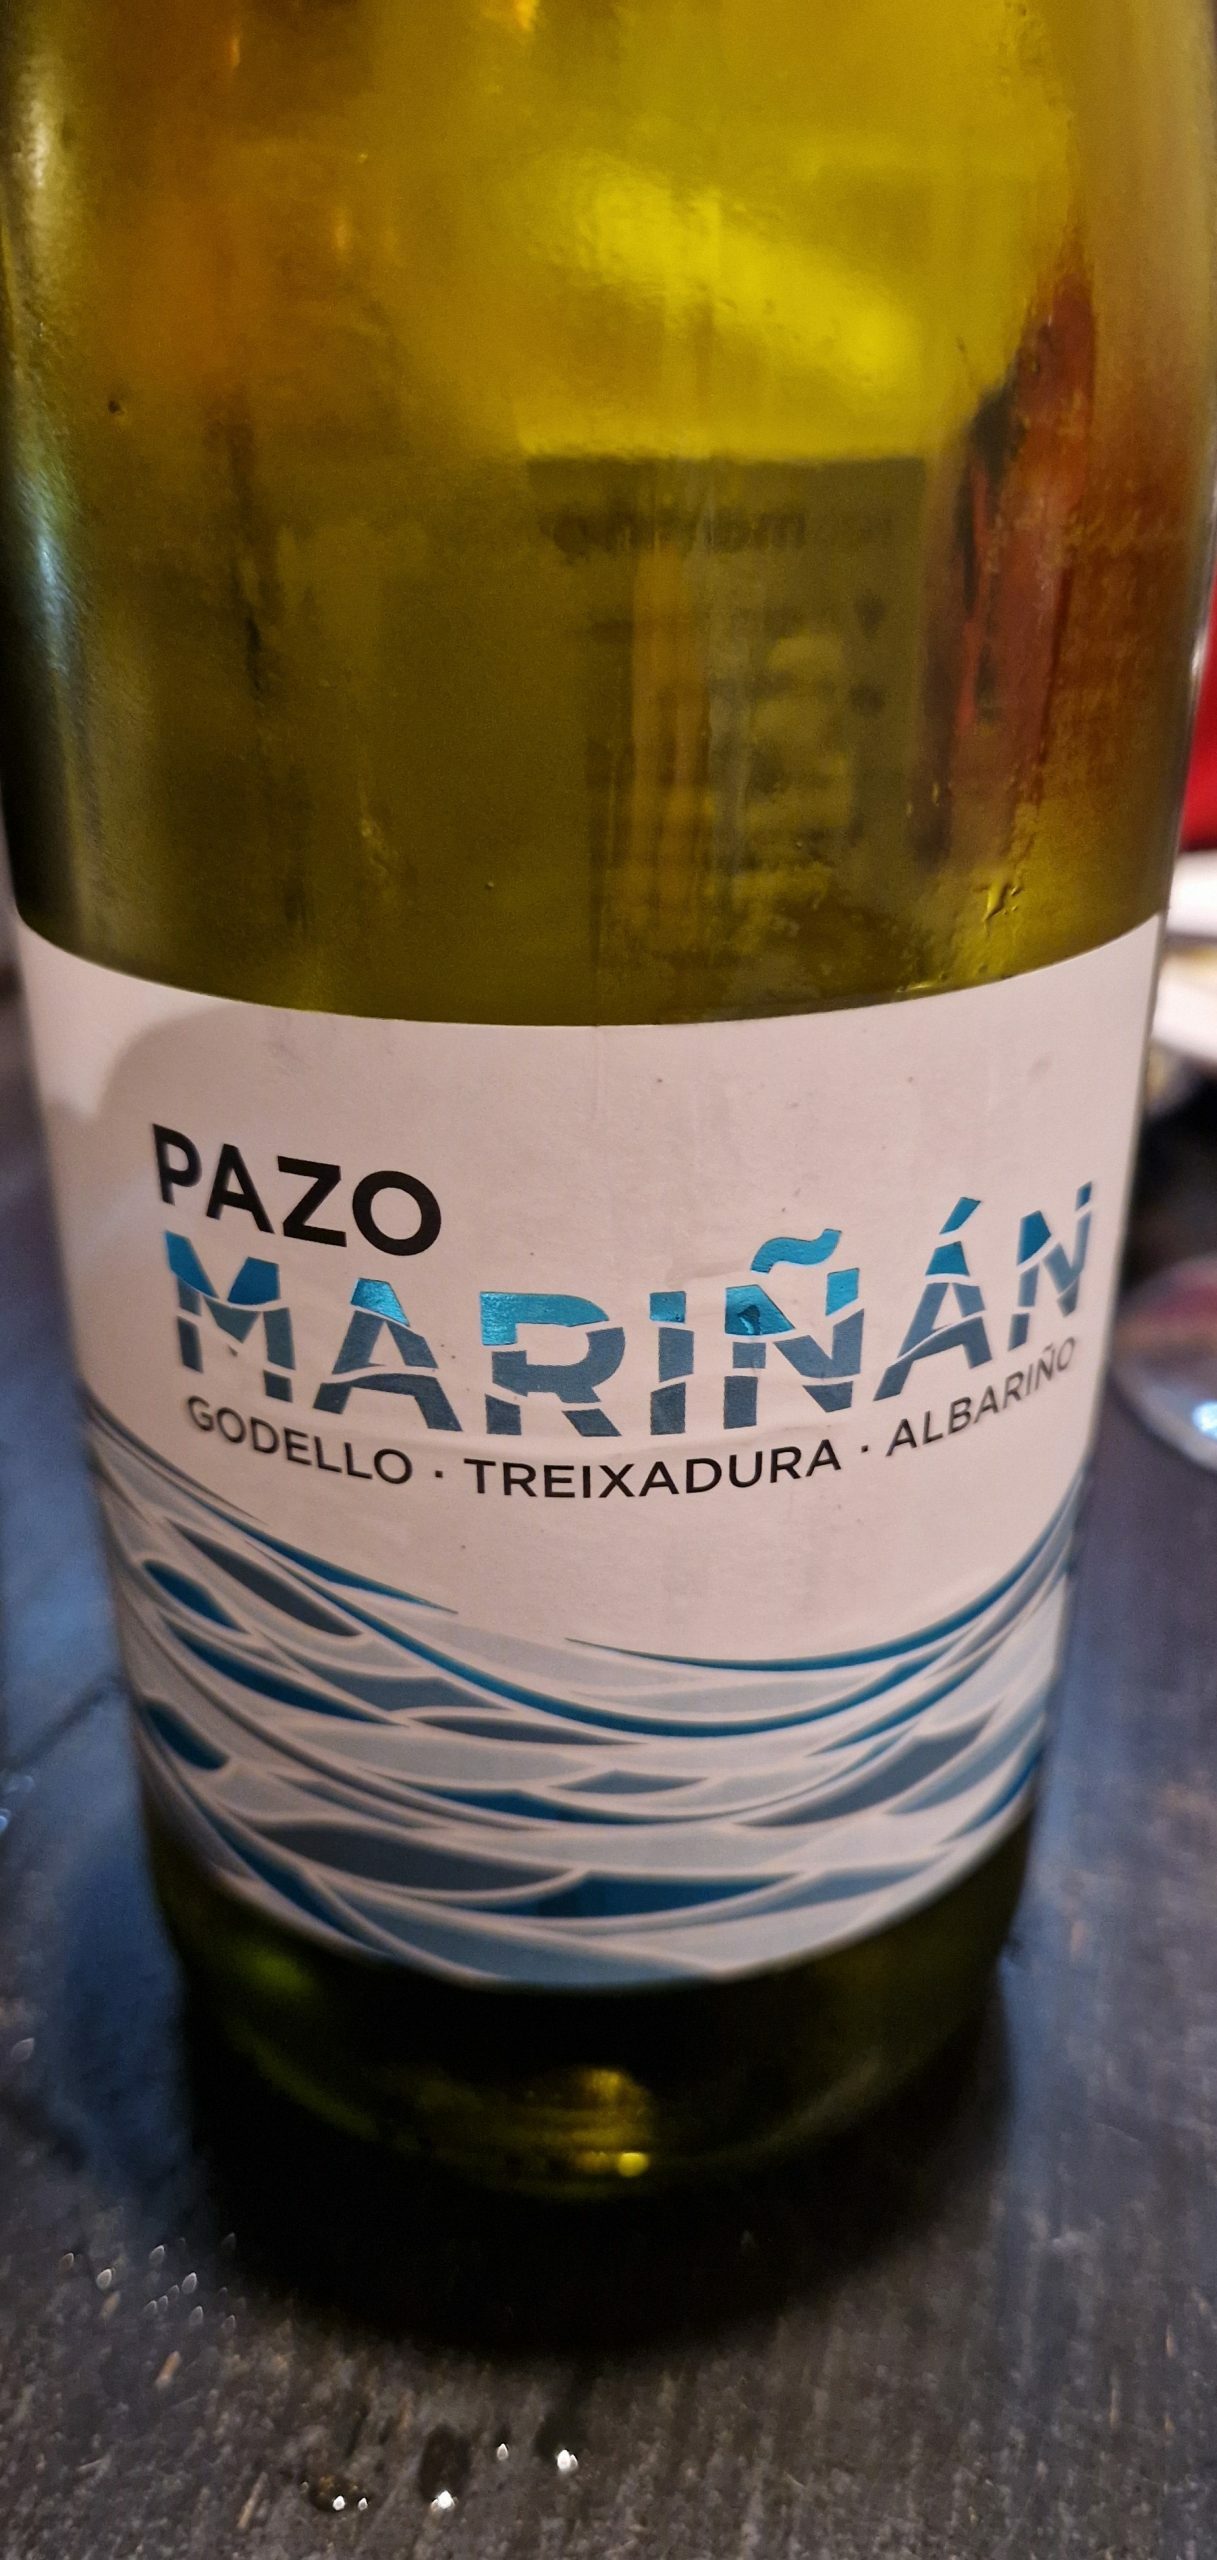 PAZO
MARIÑÁN
GODELLO · TREIXADURA · ALBARIÑO